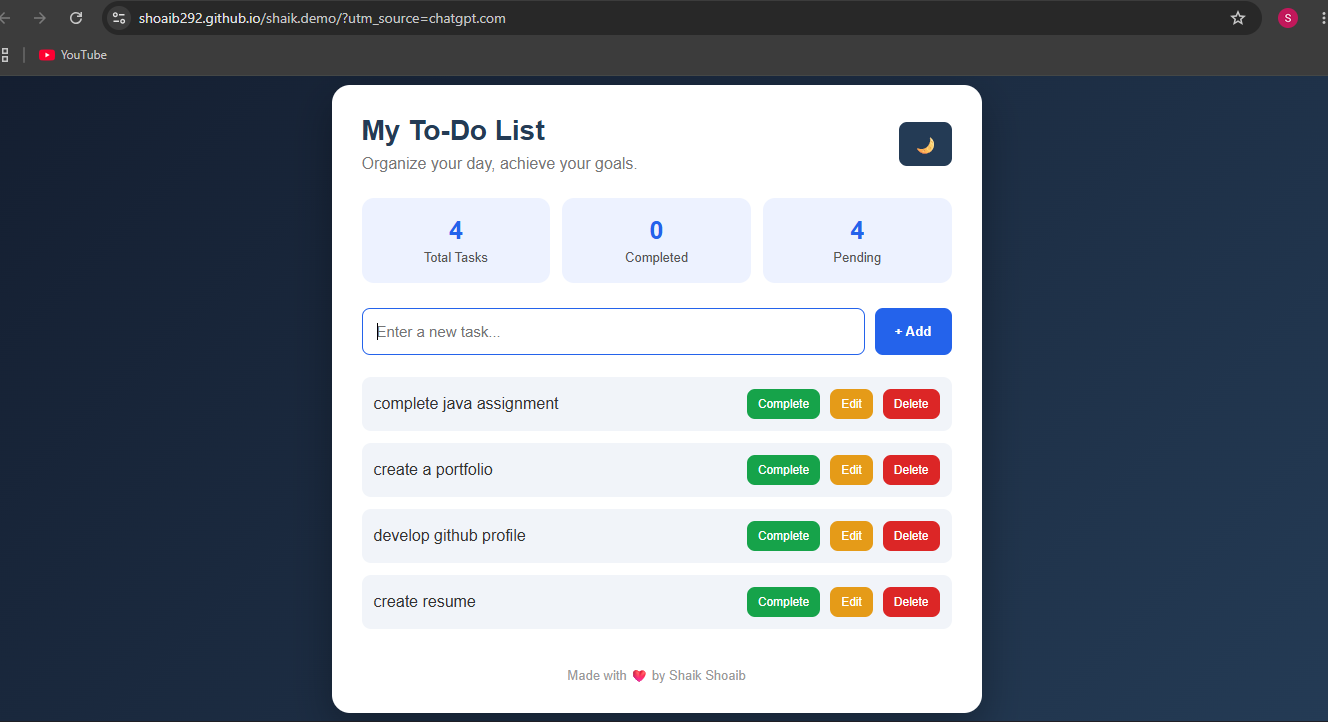 shoaib292.github.io/shaik.demo/?utm_source=chatgpt.com
S
YouTube
My To-Do List
Organize your day, achieve your goals.
4
Total Tasks
0
Completed
4
Pending
Enter a new task...
+ Add
complete java assignment Complete Edit Delete
create a portfolio Complete Edit Delete
develop github profile Complete Edit Delete
create resume Complete Edit Delete
Made with 💖 by Shaik Shoaib